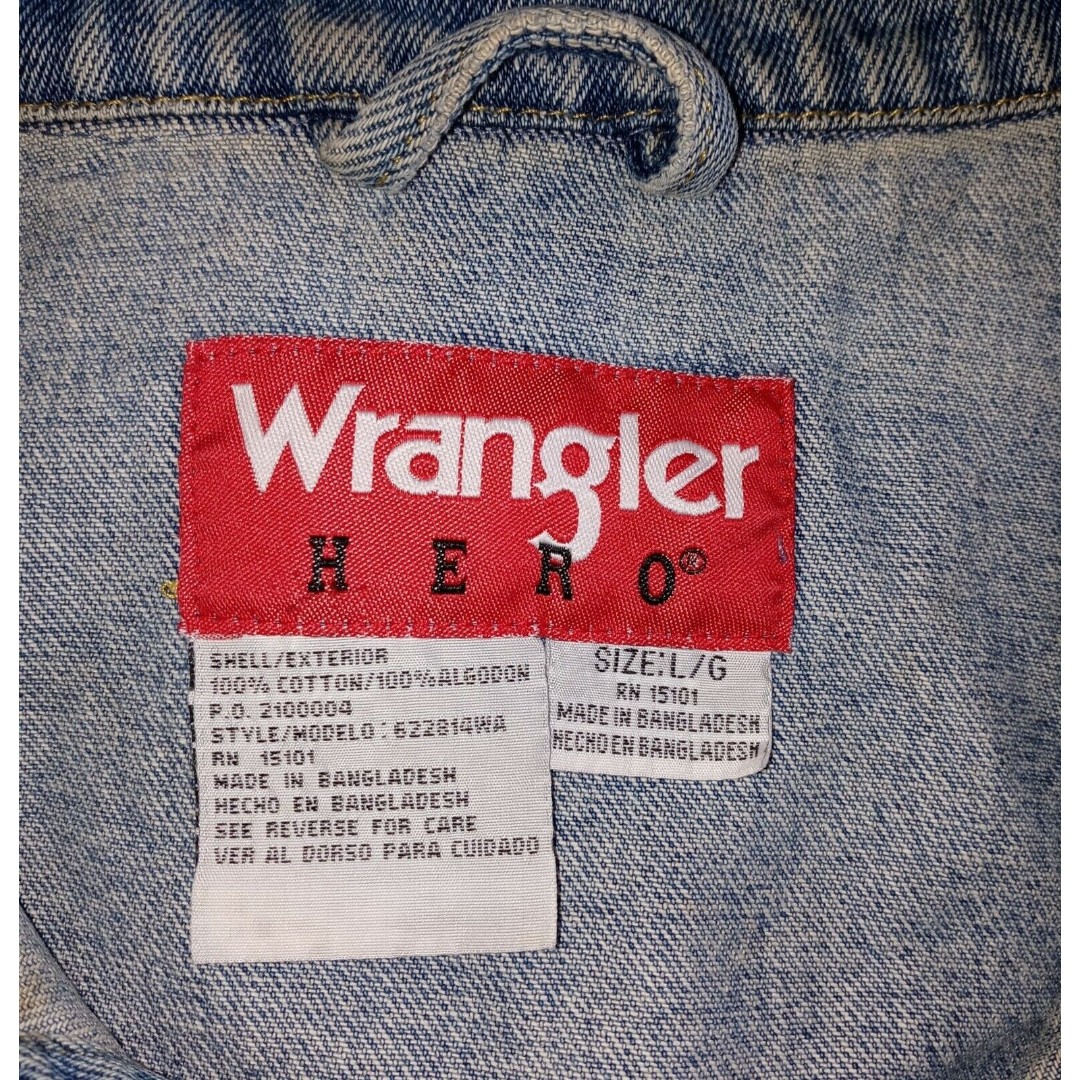 Wrangler
HERO®
SHELL/EXTERIOR
100% COTTON/100%ALGODON
P.O. 2100004
STYLE/MODELO: 622814WA
RN 15101
MADE IN BANGLADESH
HECHO EN BANGLADESH
SEE REVERSE FOR CARE
VER AL DORSO PARA CUIDADO
SIZE:L/G
RN 15101
MADE IN BANGLADESH
HECHO EN BANGLADESH